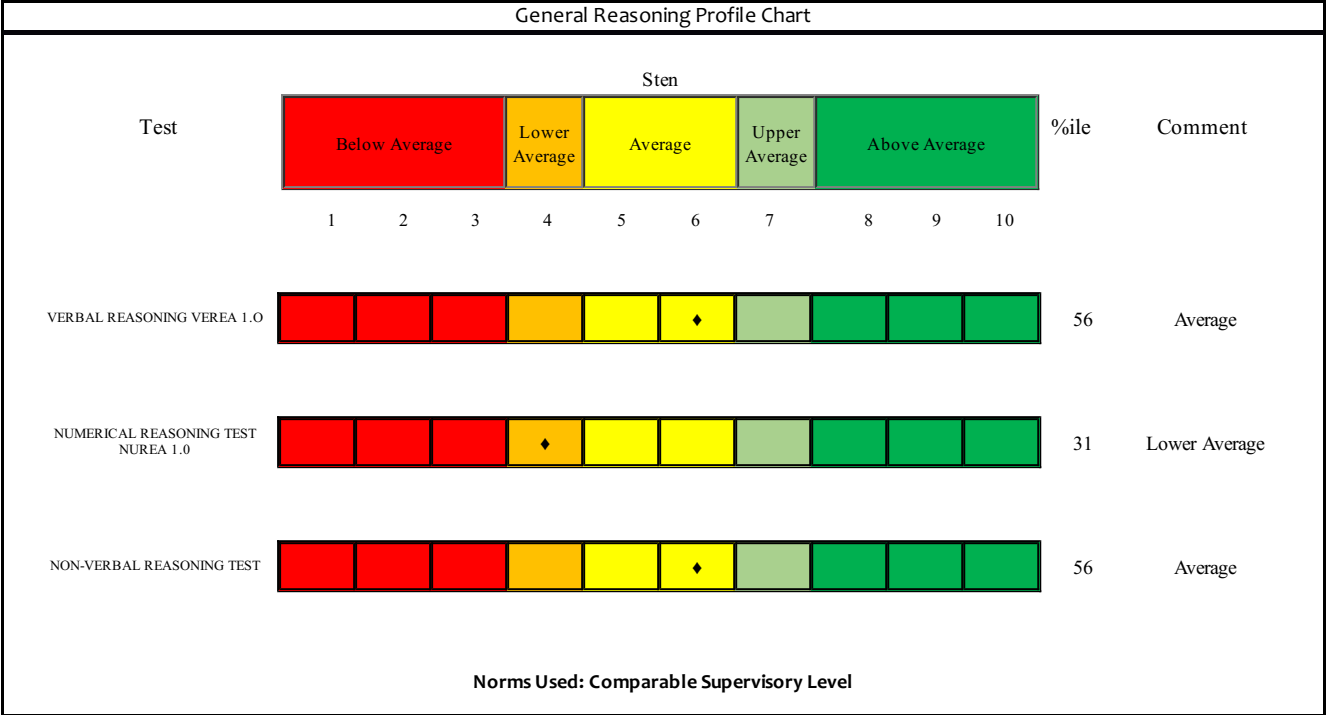 General Reasoning Profile Chart
Sten
Test
Below Average
Lower
Average
Average
Upper
Average
Above Average
%ile
Comment
1 2 3 4 5 6 7 8 9 10
VERBAL REASONING VEREA 1.O
56
Average
NUMERICAL REASONING TEST
NUREA 1.0
31
Lower Average
NON-VERBAL REASONING TEST
56
Average
Norms Used: Comparable Supervisory Level